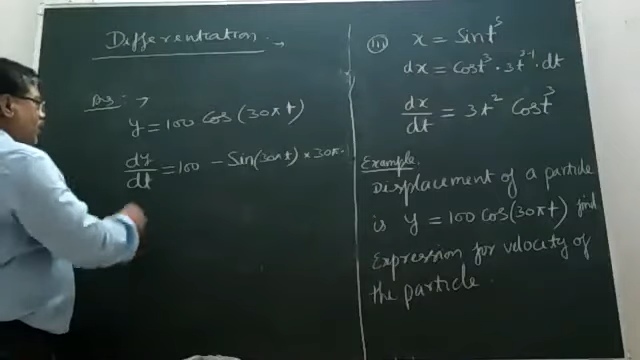 Differentiation →
Ans: →
y = 100 cos (30πt)
dy/dt = 100 - Sin(30πt) × 30π.
(iii) x = Sin t³
dx = cos t³ · 3t³⁻¹ · dt
dx/dt = 3t² cos t³
Example.
Displacement of a particle
is y = 100 cos(30πt) find
Expression for velocity of
the particle.